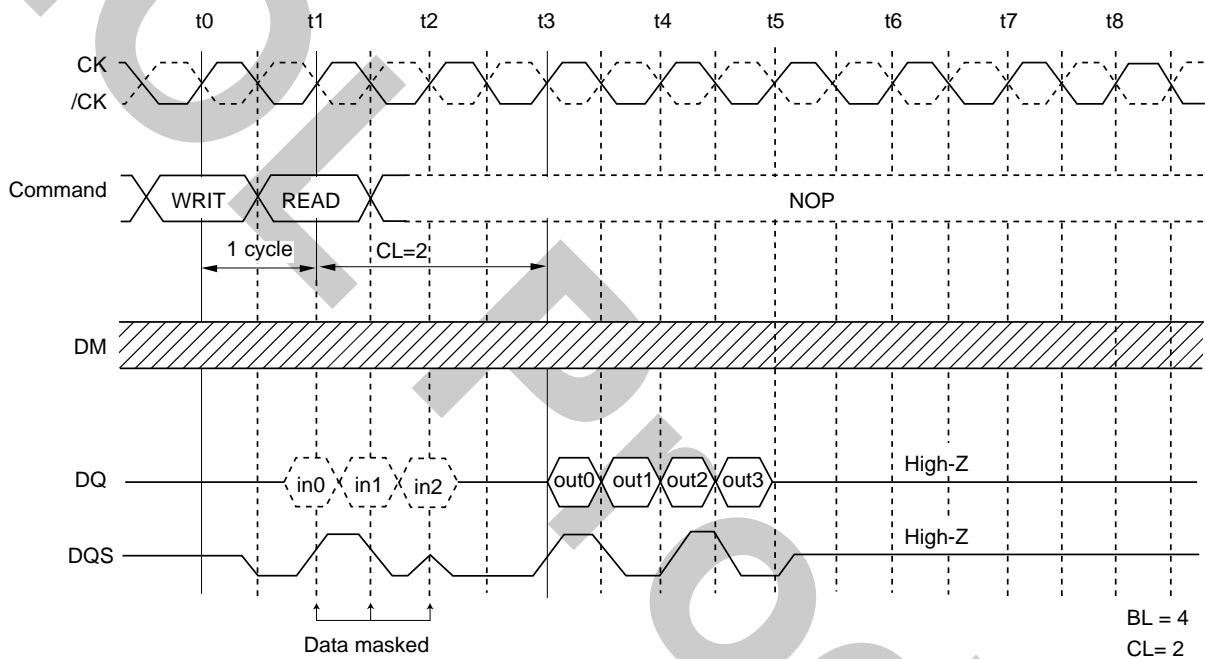 t0 t1 t2 t3 t4 t5 t6 t7 t8
CK
/CK
Command WRIT READ NOP
1 cycle CL=2
DM
DQ in0 in1 in2 out0 out1 out2 out3 High-Z
DQS High-Z
Data masked
BL = 4
CL= 2